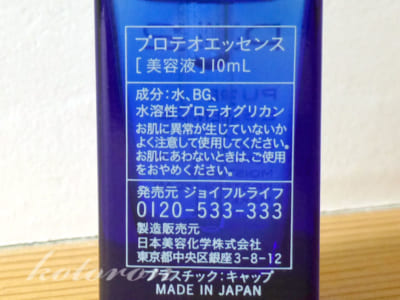 プロテオエッセンス
[美容液]10mL
成分:水、BG、
水溶性プロテオグリカン
お肌に異常が生じていないか
よく注意して使用してください。
お肌にあわないときは、ご使用
をおやめください。
発売元 ジョイフルライフ
0120-533-333
製造販売元
日本美容化学株式会社
東京都中央区銀座3-8-12
スチック:キャップ
MADE IN JAPAN
kotoron